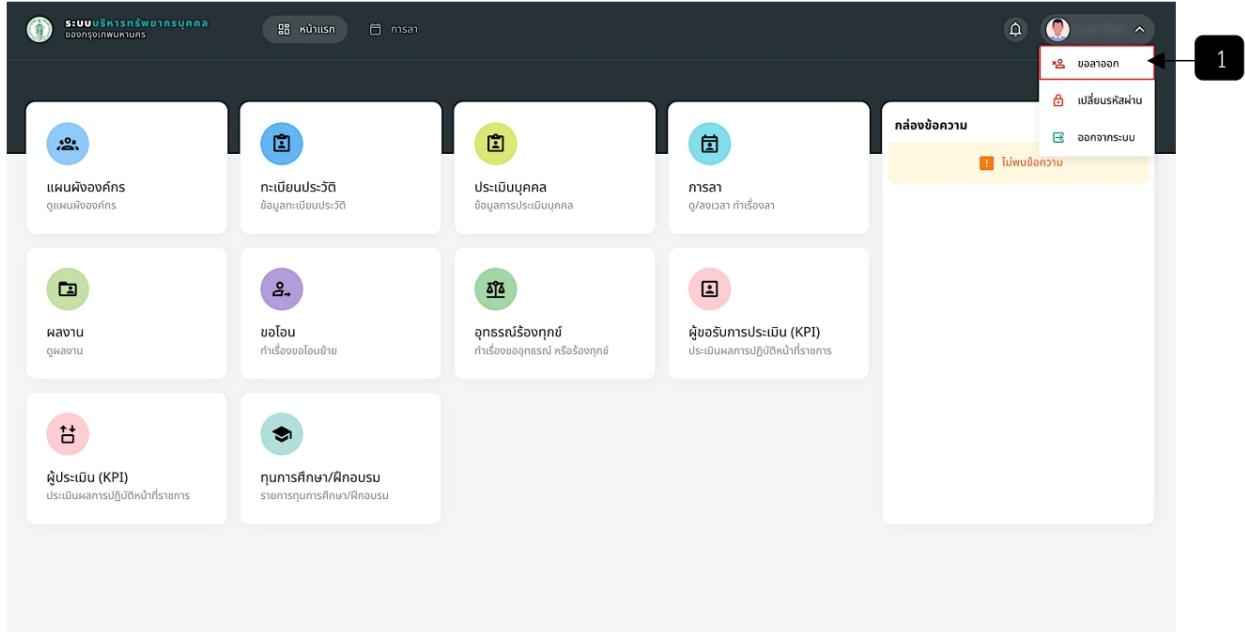 ระบบบริหารทรัพยากรบุคคล
ของกรุงเทพมหานคร
หน้าแรก
การลา
1
ขอลาออก
เปลี่ยนรหัสผ่าน
ออกจากระบบ
กล่องข้อความ
ไม่พบข้อความ
แผนผังองค์กร
ดูแผนผังองค์กร
ทะเบียนประวัติ
ข้อมูลทะเบียนประวัติ
ประเมินบุคคล
ข้อมูลการประเมินบุคคล
การลา
ดู/ลงเวลา ทำเรื่องลา
ผลงาน
ดูผลงาน
ขอโอน
ทำเรื่องขอโอนย้าย
อุทธรณ์ร้องทุกข์
ทำเรื่องขออุทธรณ์ หรือร้องทุกข์
ผู้ขอรับการประเมิน (KPI)
ประเมินผลการปฏิบัติหน้าที่ราชการ
ผู้ประเมิน (KPI)
ประเมินผลการปฏิบัติหน้าที่ราชการ
ทุนการศึกษา/ฝึกอบรม
รายการทุนการศึกษา/ฝึกอบรม